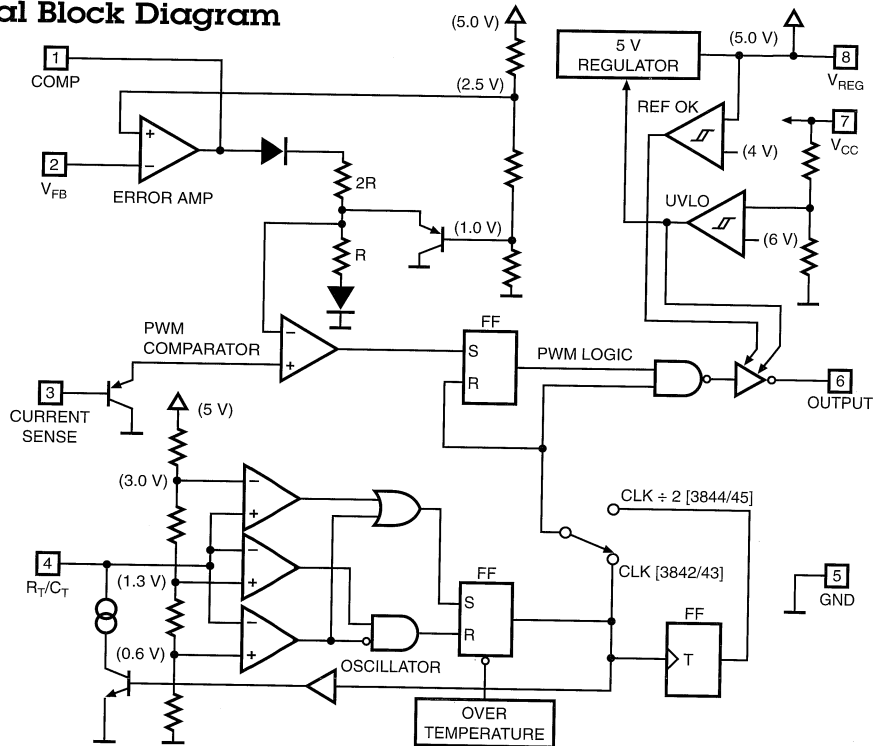 al Block Diagram
(5.0 V)
5 V
REGULATOR
(5.0 V)
8
VREG
1
COMP
(2.5 V)
REF OK
7
VCC
+
−
(4 V)
2
VFB
ERROR AMP
2R
UVLO
(1.0 V)
(6 V)
R
FF
PWM
COMPARATOR
−
+
S
R
PWM LOGIC
3
CURRENT
SENSE
6
OUTPUT
(5 V)
(3.0 V)
−
+
CLK ÷ 2 [3844/45]
4
RT/CT
(1.3 V)
−
+
FF
CLK [3842/43]
5
GND
S
R
FF
(0.6 V)
−
+
OSCILLATOR
T
OVER
TEMPERATURE